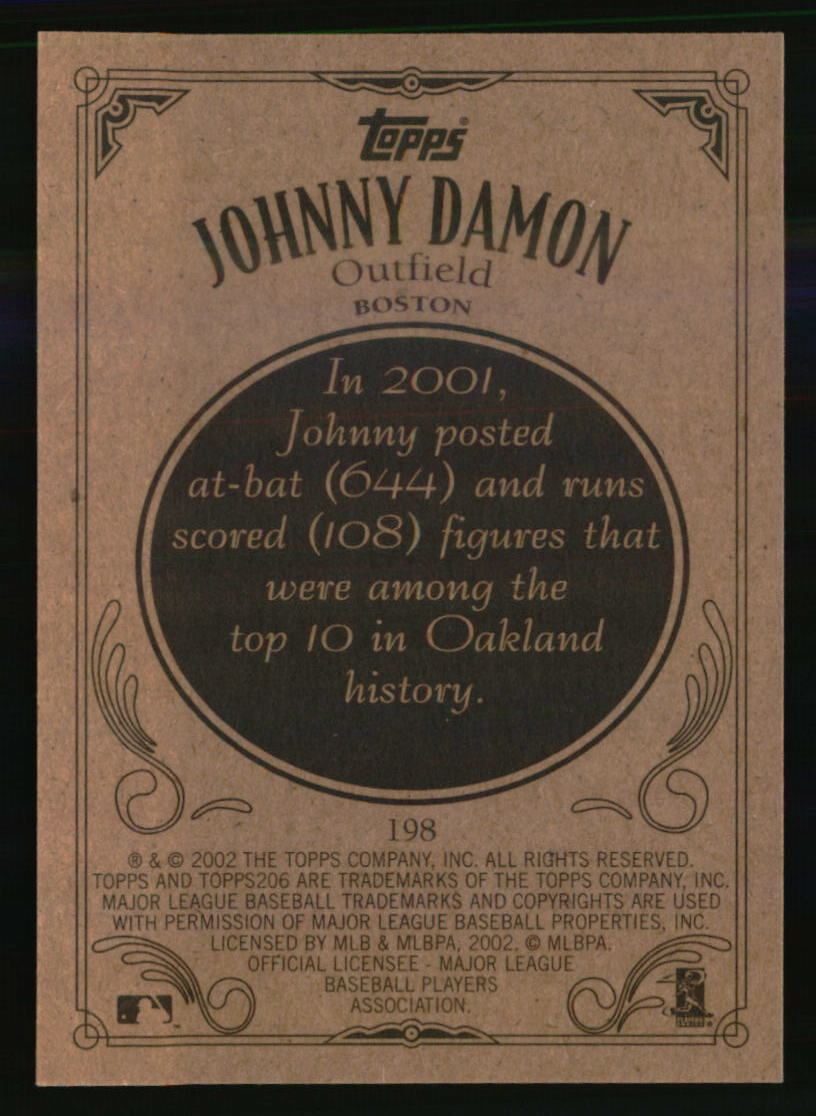 Topps®
JOHNNY DAMON
Outfield
BOSTON
In 2001,
Johnny posted
at-bat (644) and runs
scored (108) figures that
were among the
top 10 in Oakland
history.
198
® & © 2002 THE TOPPS COMPANY, INC. ALL RIGHTS RESERVED.
TOPPS AND TOPPS206 ARE TRADEMARKS OF THE TOPPS COMPANY, INC.
MAJOR LEAGUE BASEBALL TRADEMARKS AND COPYRIGHTS ARE USED
WITH PERMISSION OF MAJOR LEAGUE BASEBALL PROPERTIES, INC.
LICENSED BY MLB & MLBPA, 2002. © MLBPA.
OFFICIAL LICENSEE - MAJOR LEAGUE
BASEBALL PLAYERS
ASSOCIATION.